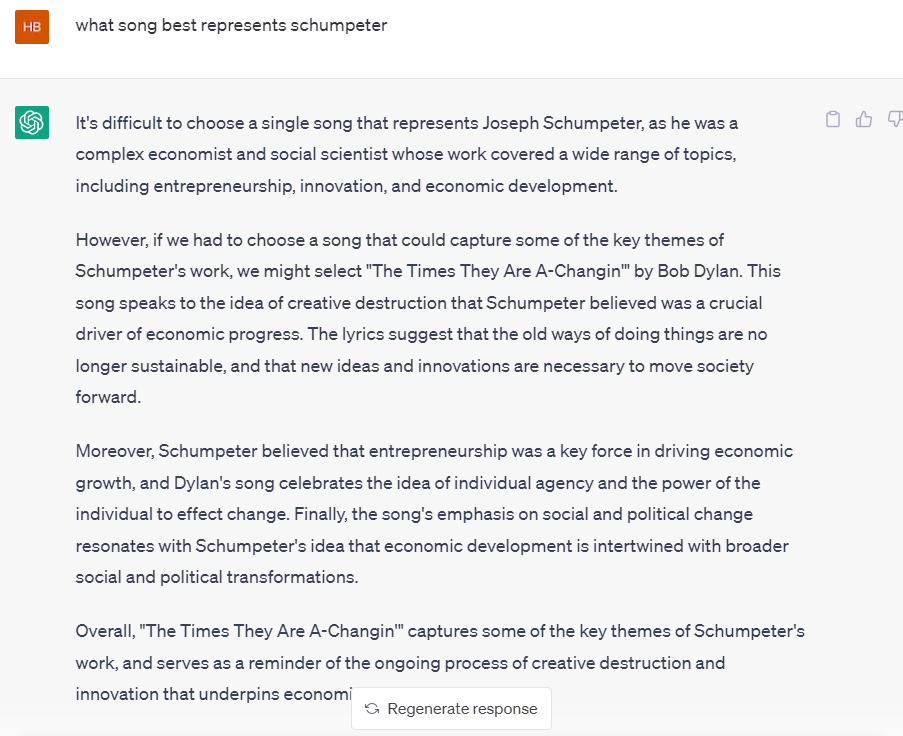 HB
what song best represents schumpeter
It's difficult to choose a single song that represents Joseph Schumpeter, as he was a
complex economist and social scientist whose work covered a wide range of topics,
including entrepreneurship, innovation, and economic development.
However, if we had to choose a song that could capture some of the key themes of
Schumpeter's work, we might select "The Times They Are A-Changin'" by Bob Dylan. This
song speaks to the idea of creative destruction that Schumpeter believed was a crucial
driver of economic progress. The lyrics suggest that the old ways of doing things are no
longer sustainable, and that new ideas and innovations are necessary to move society
forward.
Moreover, Schumpeter believed that entrepreneurship was a key force in driving economic
growth, and Dylan's song celebrates the idea of individual agency and the power of the
individual to effect change. Finally, the song's emphasis on social and political change
resonates with Schumpeter's idea that economic development is intertwined with broader
social and political transformations.
Overall, "The Times They Are A-Changin'" captures some of the key themes of Schumpeter's
work, and serves as a reminder of the ongoing process of creative destruction and
innovation that underpins economi
Regenerate response